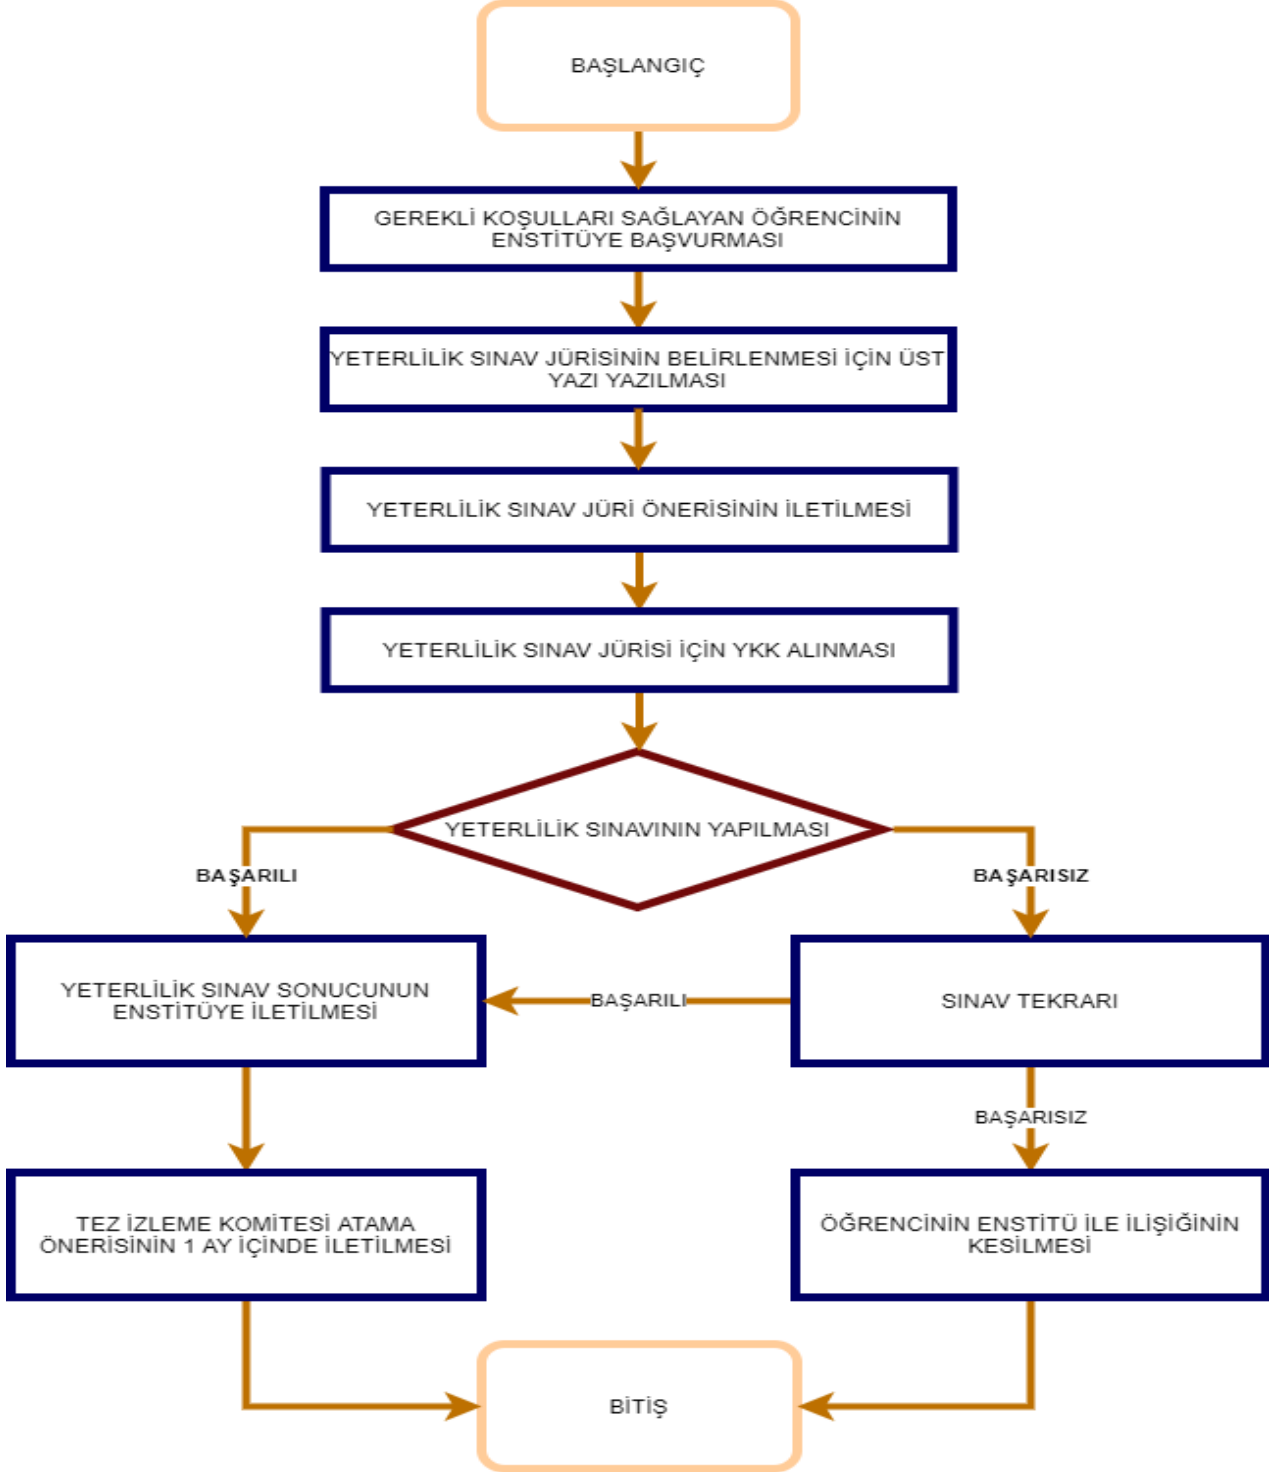 BAŞLANGIÇ
GEREKLİ KOŞULLARI SAĞLAYAN ÖĞRENCİNİN
ENSTİTÜYE BAŞVURMASI
YETERLİLİK SINAV JÜRİSİNİN BELİRLENMESİ İÇİN ÜST
YAZI YAZILMASI
YETERLİLİK SINAV JÜRİ ÖNERİSİNİN İLETİLMESİ
YETERLİLİK SINAV JÜRİSİ İÇİN YKK ALINMASI
YETERLİLİK SINAVININ YAPILMASI
BAŞARILI
BAŞARISIZ
YETERLİLİK SINAV SONUCUNUN
ENSTİTÜYE İLETİLMESİ
BAŞARILI
SINAV TEKRARI
BAŞARISIZ
TEZ İZLEME KOMİTESİ ATAMA
ÖNERİSİNİN 1 AY İÇİNDE İLETİLMESİ
ÖĞRENCİNİN ENSTİTÜ İLE İLİŞİĞİNİN
KESİLMESİ
BİTİŞ